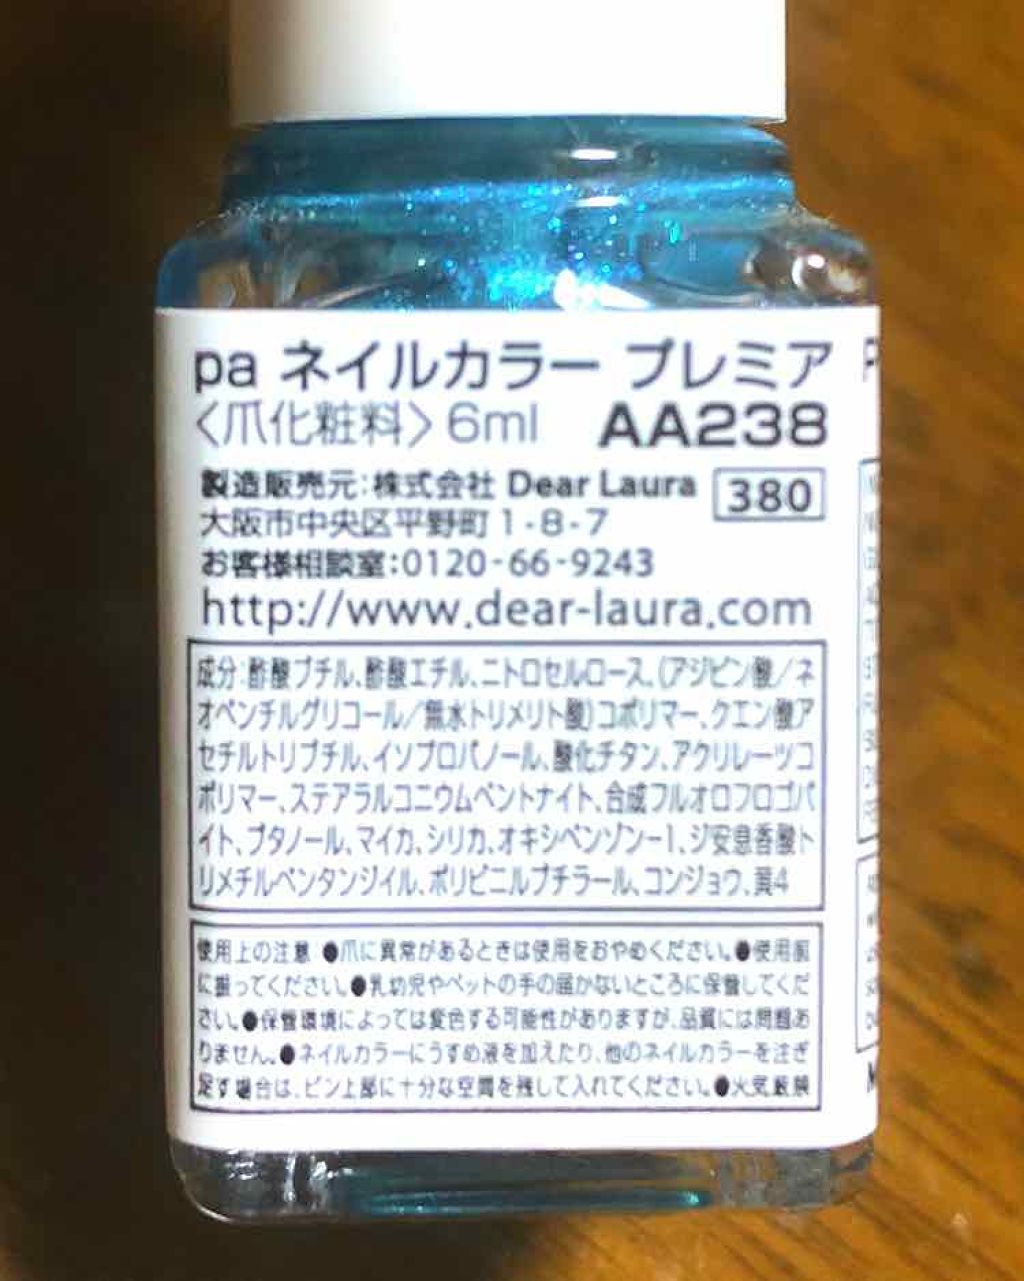 pa ネイルカラー プレミア
〈爪化粧料〉6ml AA238
製造販売元:株式会社 Dear Laura 380
大阪市中央区平野町 1-8-7
お客様相談室:0120-66-9243
http://www.dear-laura.com
成分:酢酸ブチル、酢酸エチル、ニトロセルロース、(アジピン酸/ネ
オペンチルグリコール/無水トリメリト酸)コポリマー、クエン酸ア
セチルトリブチル、イソプロパノール、酸化チタン、アクリレーツコ
ポリマー、ステアラルコニウムベントナイト、合成フルオロフロゴパ
イト、ブタノール、マイカ、シリカ、オキシベンゾン-1、ジ安息香酸ト
リメチルペンタンジイル、ポリビニルブチラール、コンジョウ、黄4
使用上の注意 ●爪に異常があるときは使用をおやめください。●使用前
に振ってください。●乳幼児やペットの手の届かないところに保管してくだ
さい。●保管環境によっては変色する可能性がありますが、品質には問題あ
りません。●ネイルカラーにうすめ液を加えたり、他のネイルカラーを注ぎ
足す場合は、ビン上部に十分な空間を残して入れてください。●火気厳禁